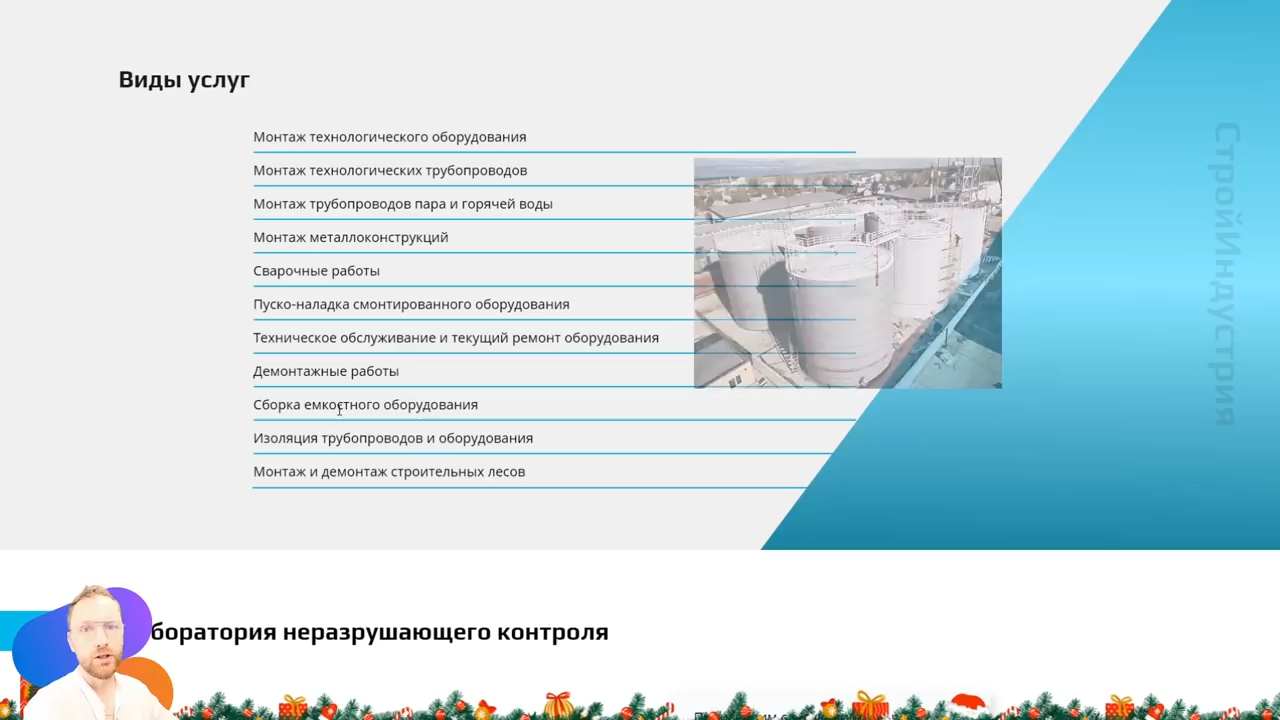 Виды услуг
Монтаж технологического оборудования
Монтаж технологических трубопроводов
Монтаж трубопроводов пара и горячей воды
Монтаж металлоконструкций
Сварочные работы
Пуско-наладка смонтированного оборудования
Техническое обслуживание и текущий ремонт оборудования
Демонтажные работы
Сборка емкостного оборудования
Изоляция трубопроводов и оборудования
Монтаж и демонтаж строительных лесов
СтройИндустрия
боратория неразрушающего контроля